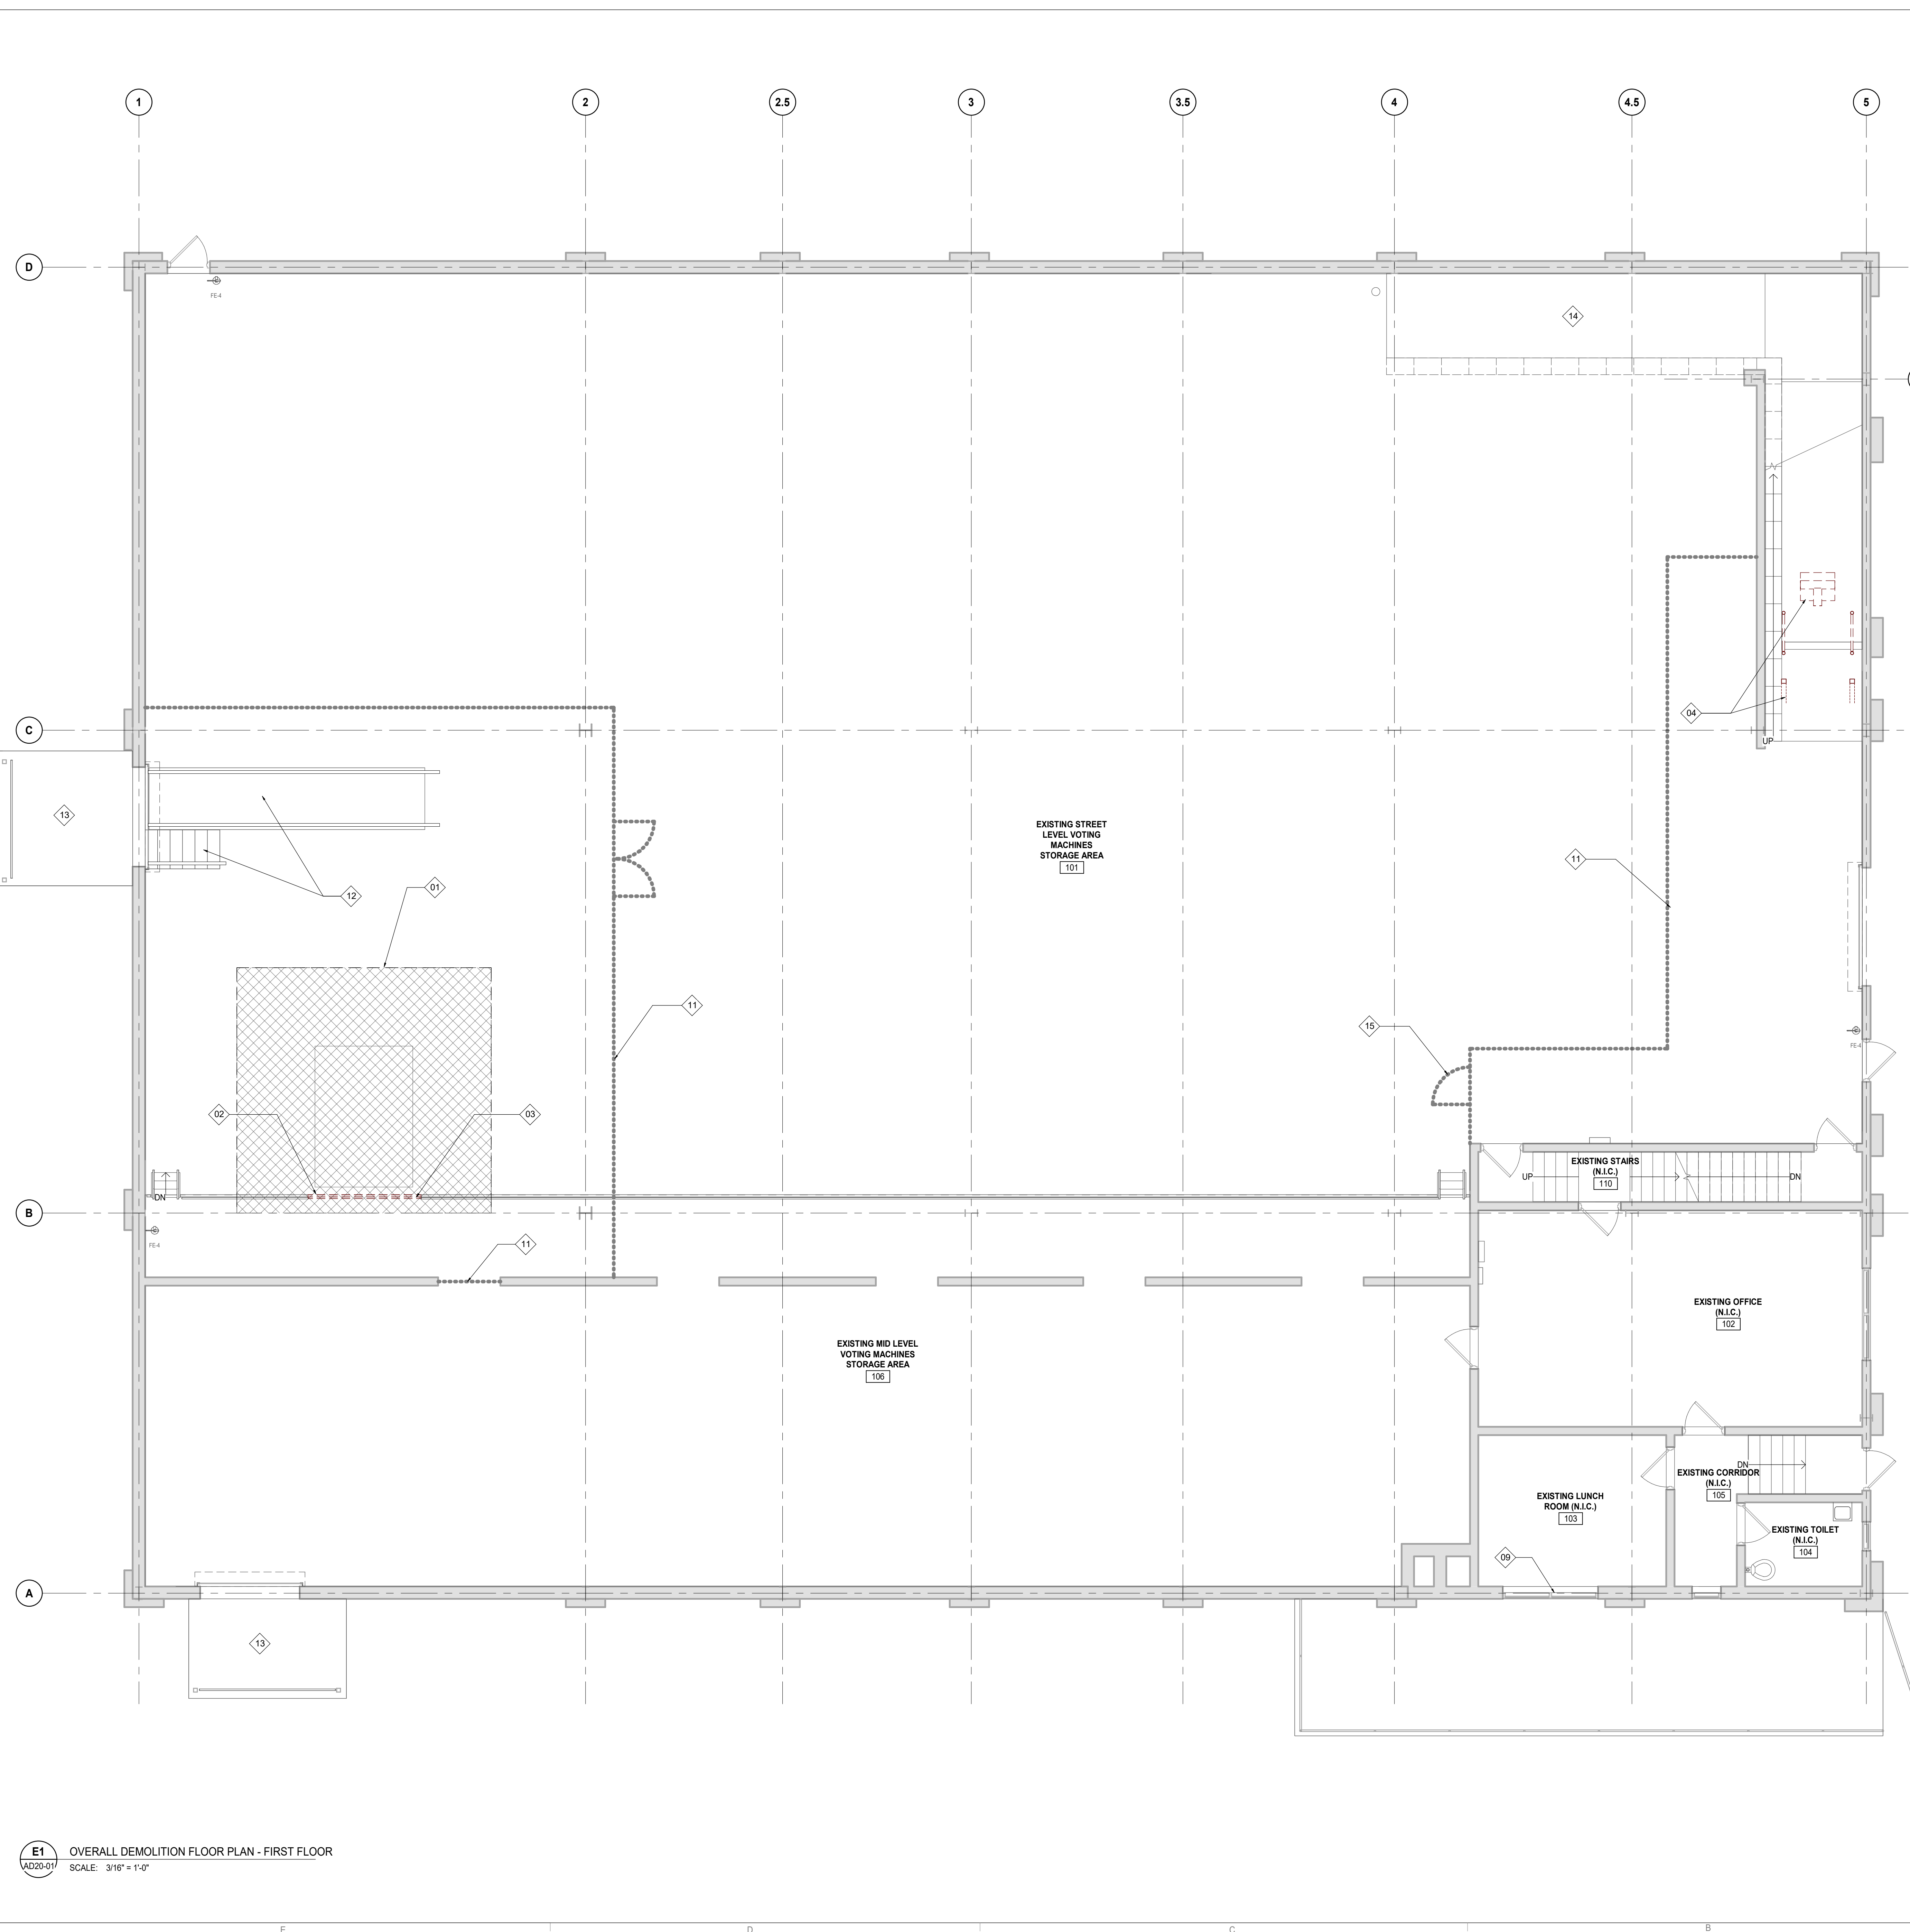 1
2
2.5
3
3.5
4
4.5
5
D
FE-4
14
C
04
UP
13
EXISTING STREET
LEVEL VOTING
MACHINES
STORAGE AREA
101
11
12
01
11
15
FE-4
02
03
DN
EXISTING STAIRS
(N.I.C.)
110
UP
DN
B
FE-4
11
EXISTING OFFICE
(N.I.C.)
102
EXISTING MID LEVEL
VOTING MACHINES
STORAGE AREA
106
DN
EXISTING CORRIDOR
(N.I.C.)
105
EXISTING LUNCH
ROOM (N.I.C.)
103
EXISTING TOILET
(N.I.C.)
104
09
A
13
E1
AD20-01
OVERALL DEMOLITION FLOOR PLAN - FIRST FLOOR
SCALE: 3/16" = 1'-0"
D
C
B